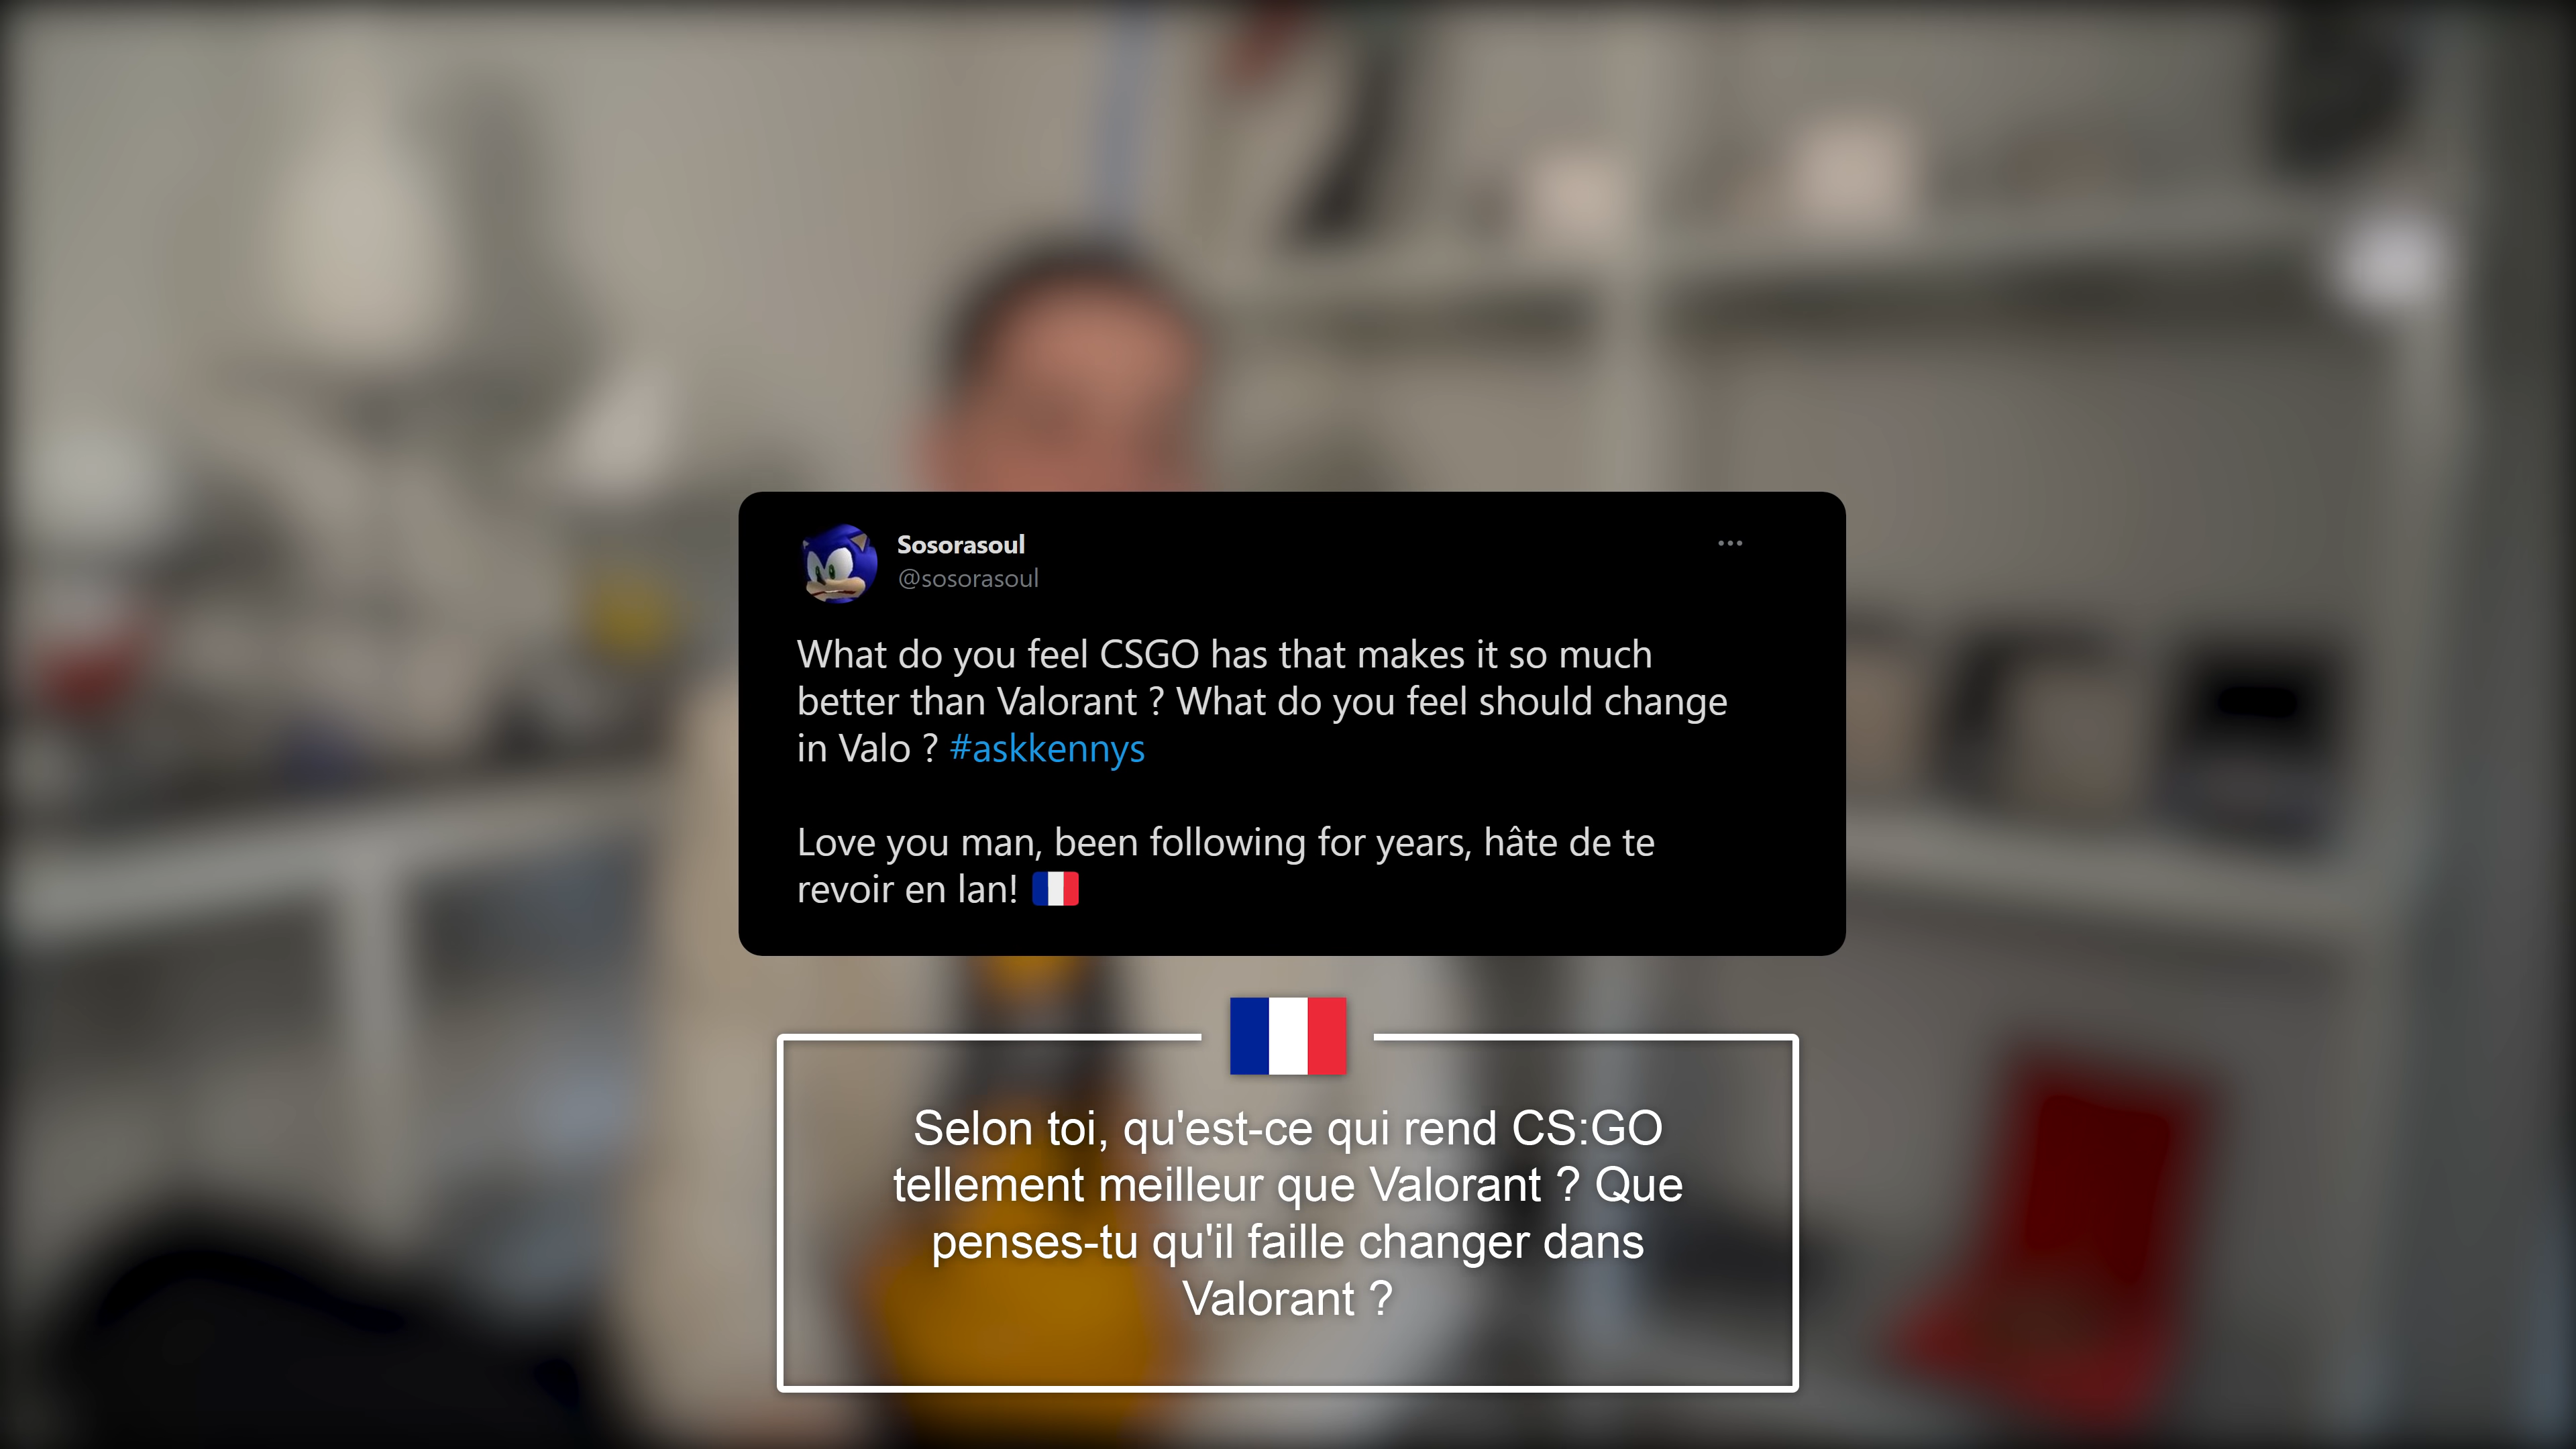 Sosorasoul
@sosorasoul
What do you feel CSGO has that makes it so much
better than Valorant ? What do you feel should change
in Valo ? #askkennys
Love you man, been following for years, hâte de te
revoir en lan! 🇫🇷
Selon toi, qu'est-ce qui rend CS:GO
tellement meilleur que Valorant ? Que
penses-tu qu'il faille changer dans
Valorant ?